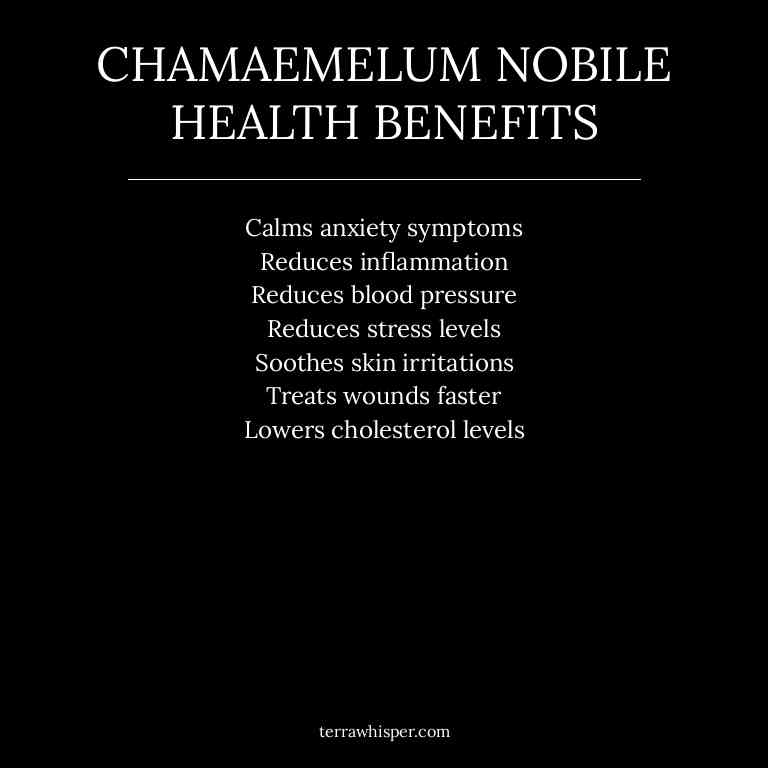 CHAMAEMELUM NOBILE
HEALTH BENEFITS
Calms anxiety symptoms
Reduces inflammation
Reduces blood pressure
Reduces stress levels
Soothes skin irritations
Treats wounds faster
Lowers cholesterol levels
terrawhisper.com